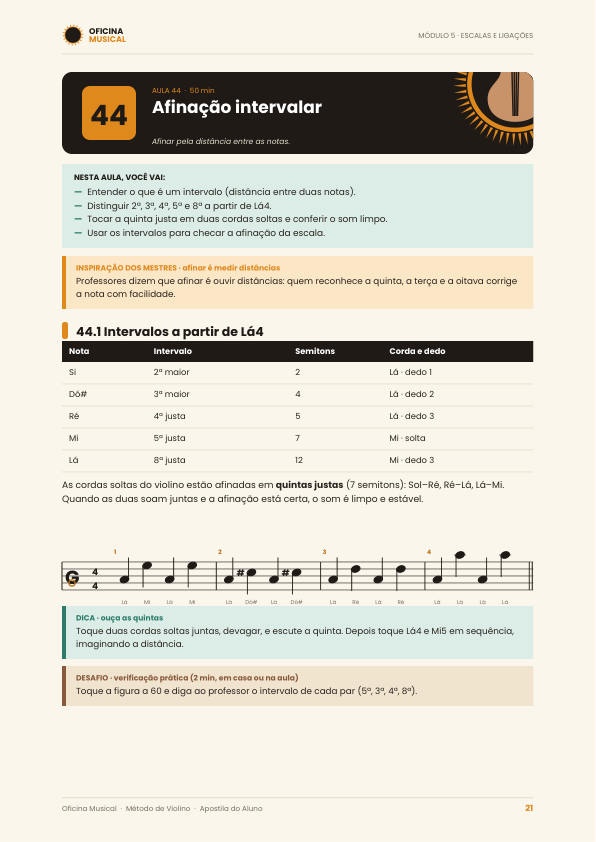 OFICINA
MUSICAL
MÓDULO 5 · ESCALAS E LIGAÇÕES
44
AULA 44 · 50 min
Afinação intervalar
Afinar pela distância entre as notas.
NESTA AULA, VOCÊ VAI:
— Entender o que é um intervalo (distância entre duas notas).
— Distinguir 2ª, 3ª, 4ª, 5ª e 8ª a partir de Lá4.
— Tocar a quinta justa em duas cordas soltas e conferir o som limpo.
— Usar os intervalos para checar a afinação da escala.
INSPIRAÇÃO DOS MESTRES · afinar é medir distâncias
Professores dizem que afinar é ouvir distâncias: quem reconhece a quinta, a terça e a oitava corrige
a nota com facilidade.
44.1 Intervalos a partir de Lá4
Nota Intervalo Semitons Corda e dedo
Si 2ª maior 2 Lá · dedo 1
Dó# 3ª maior 4 Lá · dedo 2
Ré 4ª justa 5 Lá · dedo 3
Mi 5ª justa 7 Mi · solta
Lá 8ª justa 12 Mi · dedo 3
As cordas soltas do violino estão afinadas em quintas justas (7 semitons): Sol–Ré, Ré–Lá, Lá–Mi.
Quando as duas soam juntas e a afinação está certa, o som é limpo e estável.
1 2 3 4
G 4 4 # #
Lá Mi Lá Mi Lá Dó# Lá Dó# Lá Ré Lá Ré Lá Lá Lá Lá
DICA · ouça as quintas
Toque duas cordas soltas juntas, devagar, e escute a quinta. Depois toque Lá4 e Mi5 em sequência,
imaginando a distância.
DESAFIO · verificação prática (2 min, em casa ou na aula)
Toque a figura a 60 e diga ao professor o intervalo de cada par (5ª, 3ª, 4ª, 8ª).
Oficina Musical · Método de Violino · Apostila do Aluno
21